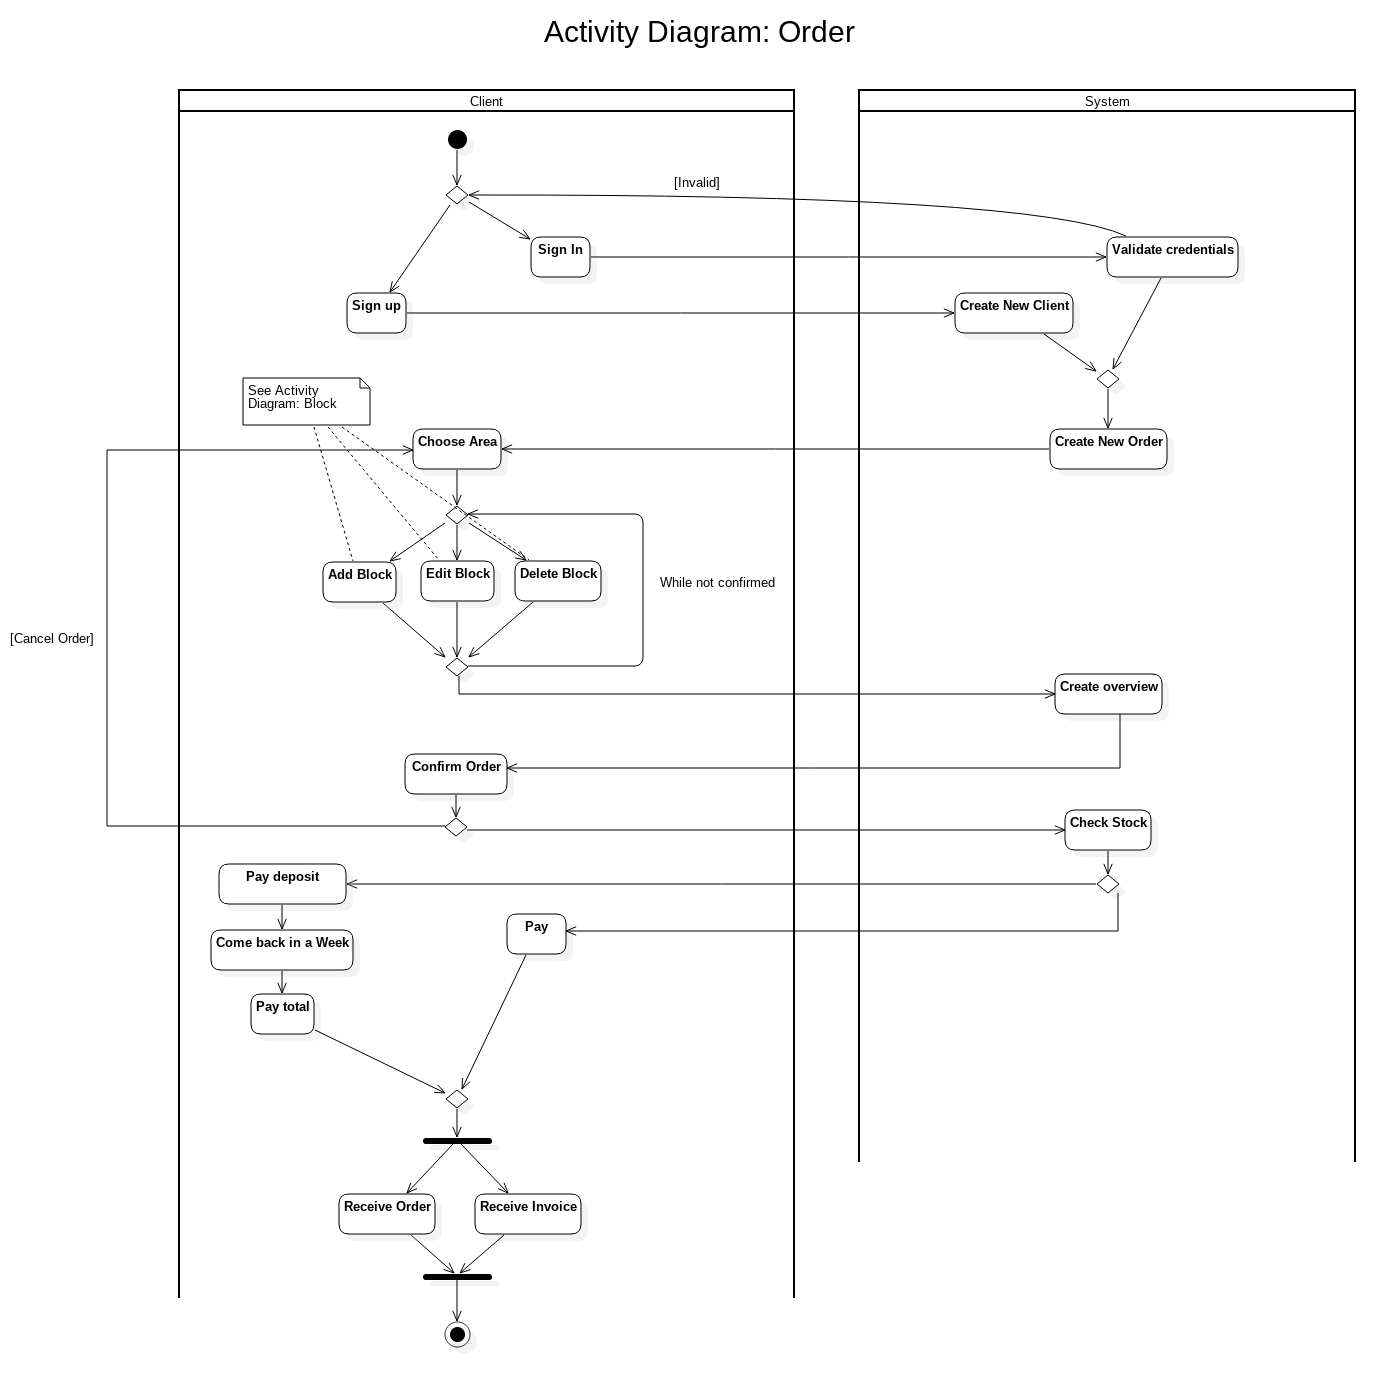 Activity Diagram: Order
Client
System
[Invalid]
Sign In
Validate credentials
Sign up
Create New Client
See Activity
Diagram: Block
Choose Area
Create New Order
Add Block
Edit Block
Delete Block
While not confirmed
[Cancel Order]
Create overview
Confirm Order
Check Stock
Pay deposit
Pay
Come back in a Week
Pay total
Receive Order
Receive Invoice